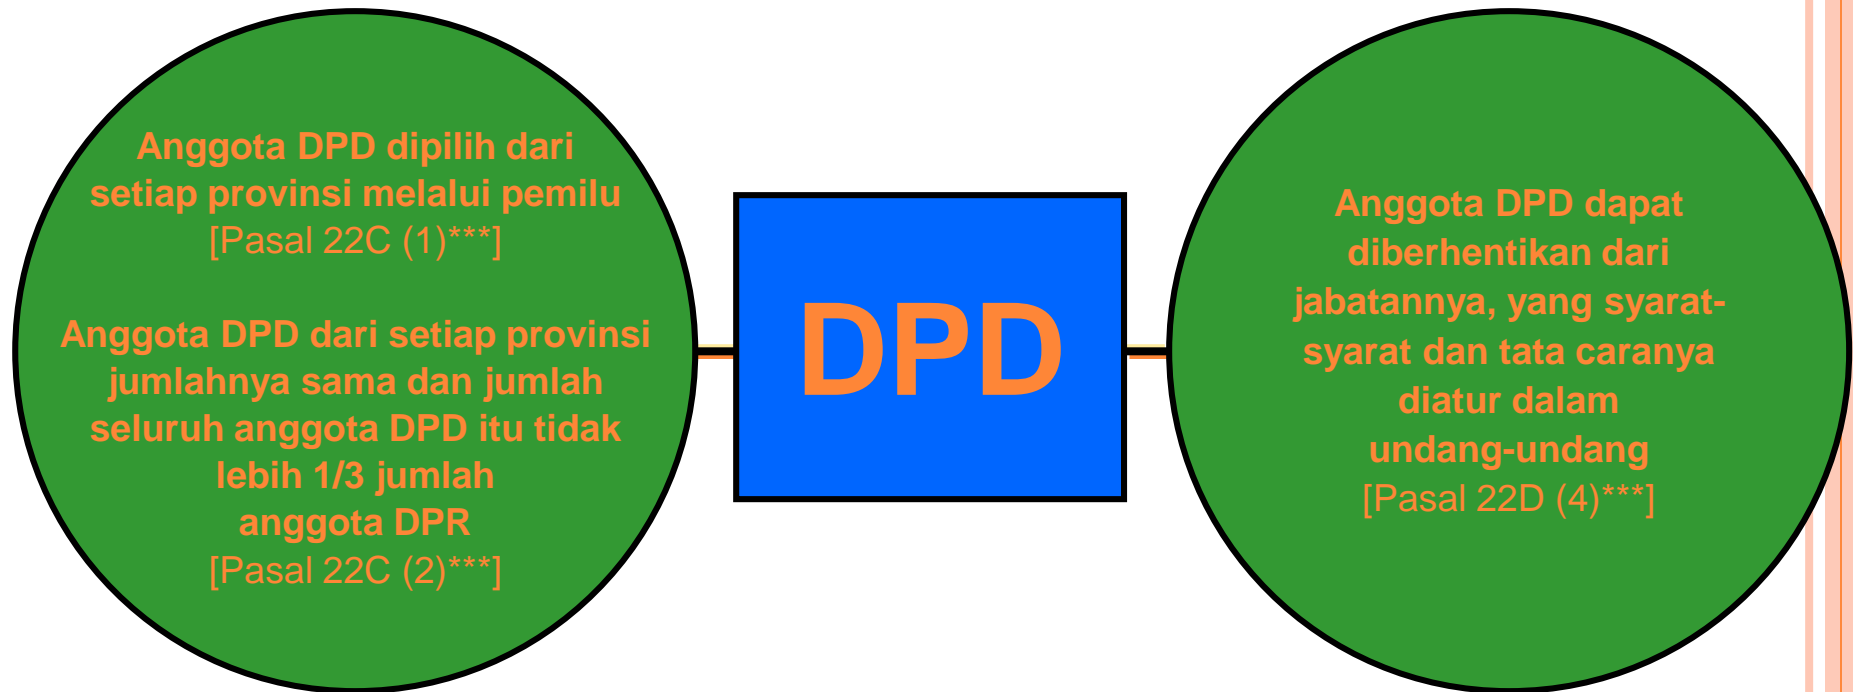 Anggota DPD dipilih dari
setiap provinsi melalui pemilu
[Pasal 22C (1)***]
Anggota DPD dari setiap provinsi
jumlahnya sama dan jumlah
seluruh anggota DPD itu tidak
lebih 1/3 jumlah
anggota DPR
[Pasal 22C (2)***]
DPD
Anggota DPD dapat
diberhentikan dari
jabatannya, yang syarat-
syarat dan tata caranya
diatur dalam
undang-undang
[Pasal 22D (4)***]